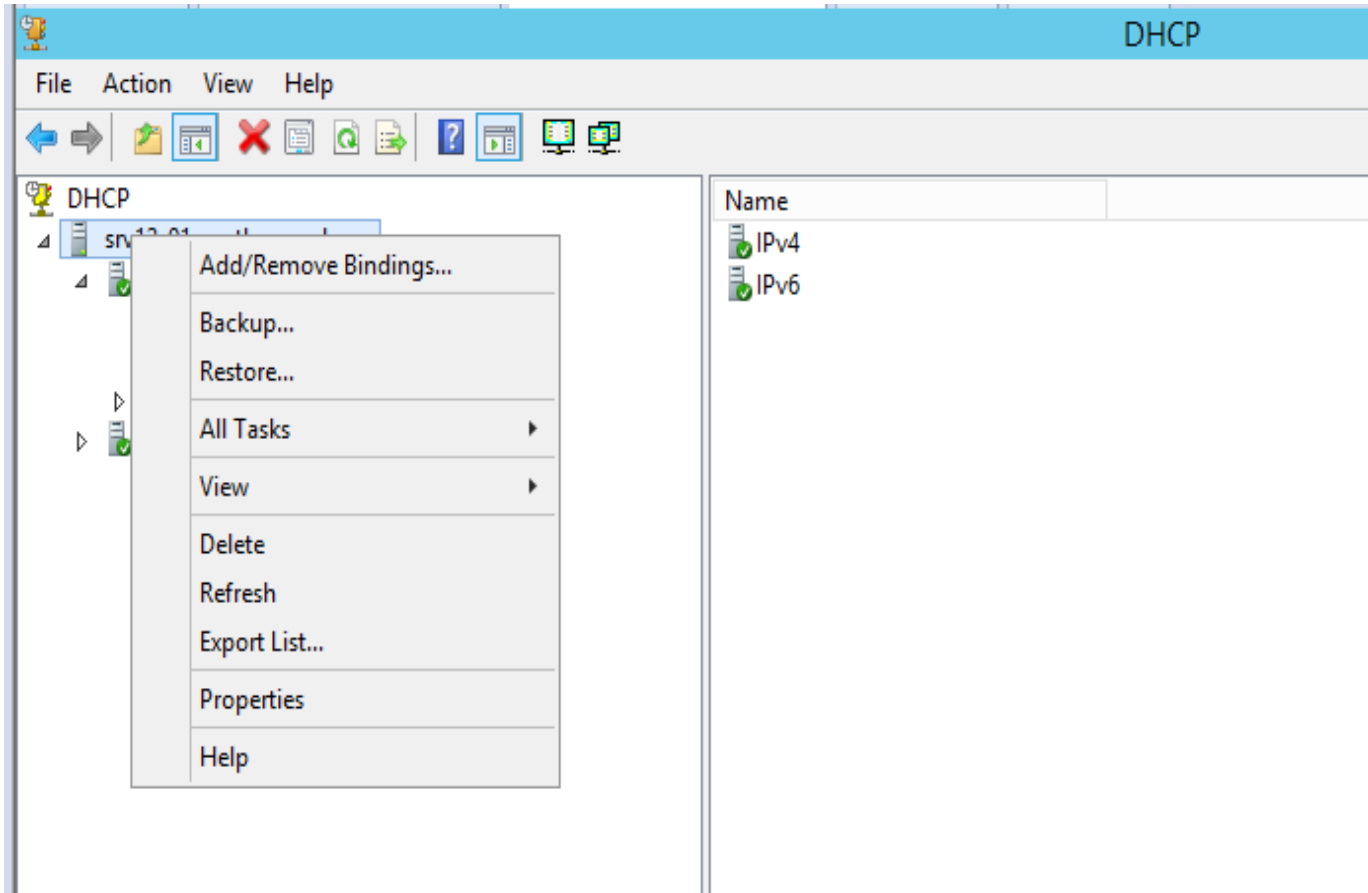 DHCP
File Action View Help
DHCP
Name
IPv4
IPv6
Add/Remove Bindings...
Backup...
Restore...
All Tasks
View
Delete
Refresh
Export List...
Properties
Help